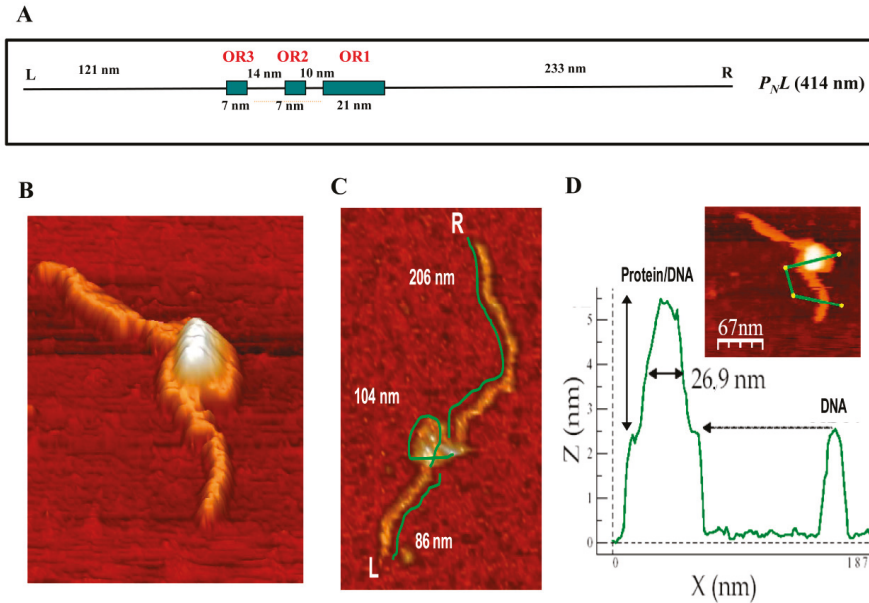 A
OR3 OR2 OR1
121 nm 14 nm 10 nm 233 nm
L R P_NL (414 nm)
7 nm 7 nm 21 nm
B
C
R
206 nm
104 nm
86 nm
L
D
Protein/DNA
67nm
26.9 nm
DNA
Z (nm)
5
4
3
2
1
0
0 187
X (nm)